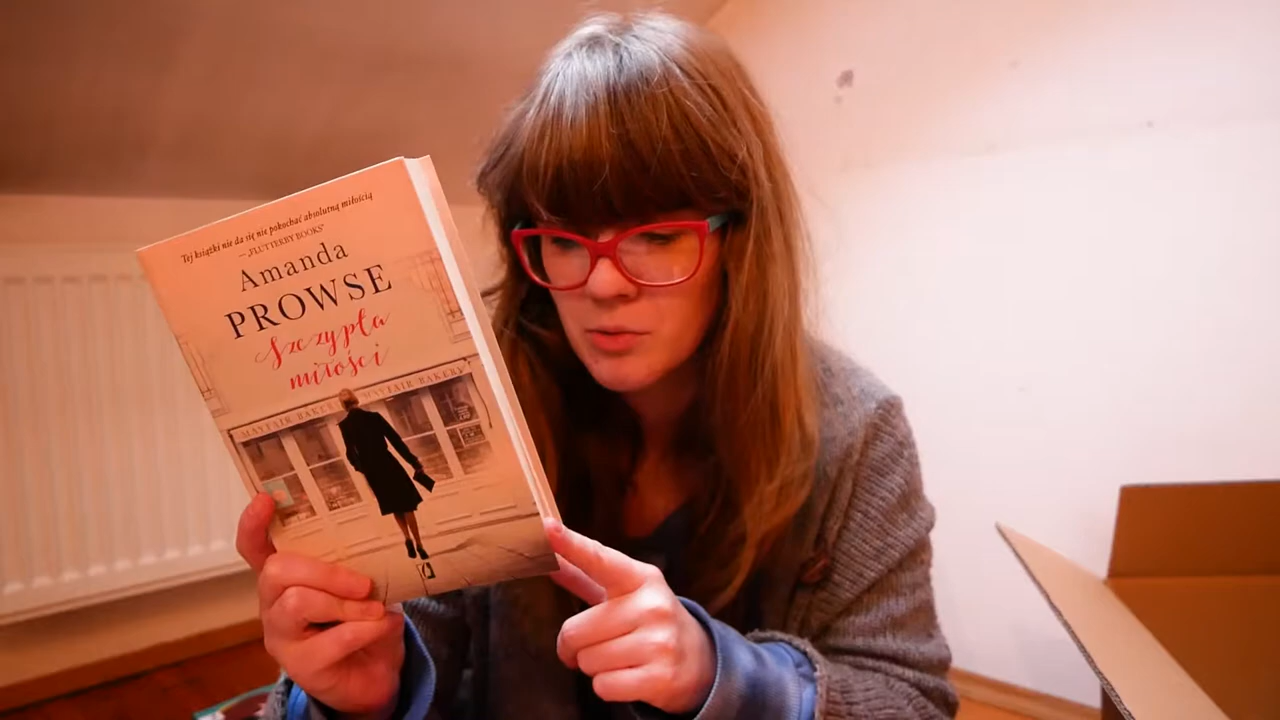 Tej książki nie da się nie pokochać absolutną miłością
— „FLUTTERBY BOOKS”
Amanda
PROWSE
Szczypta
miłości
MAYFAIR BAKERY MAYFAIR BAKERY